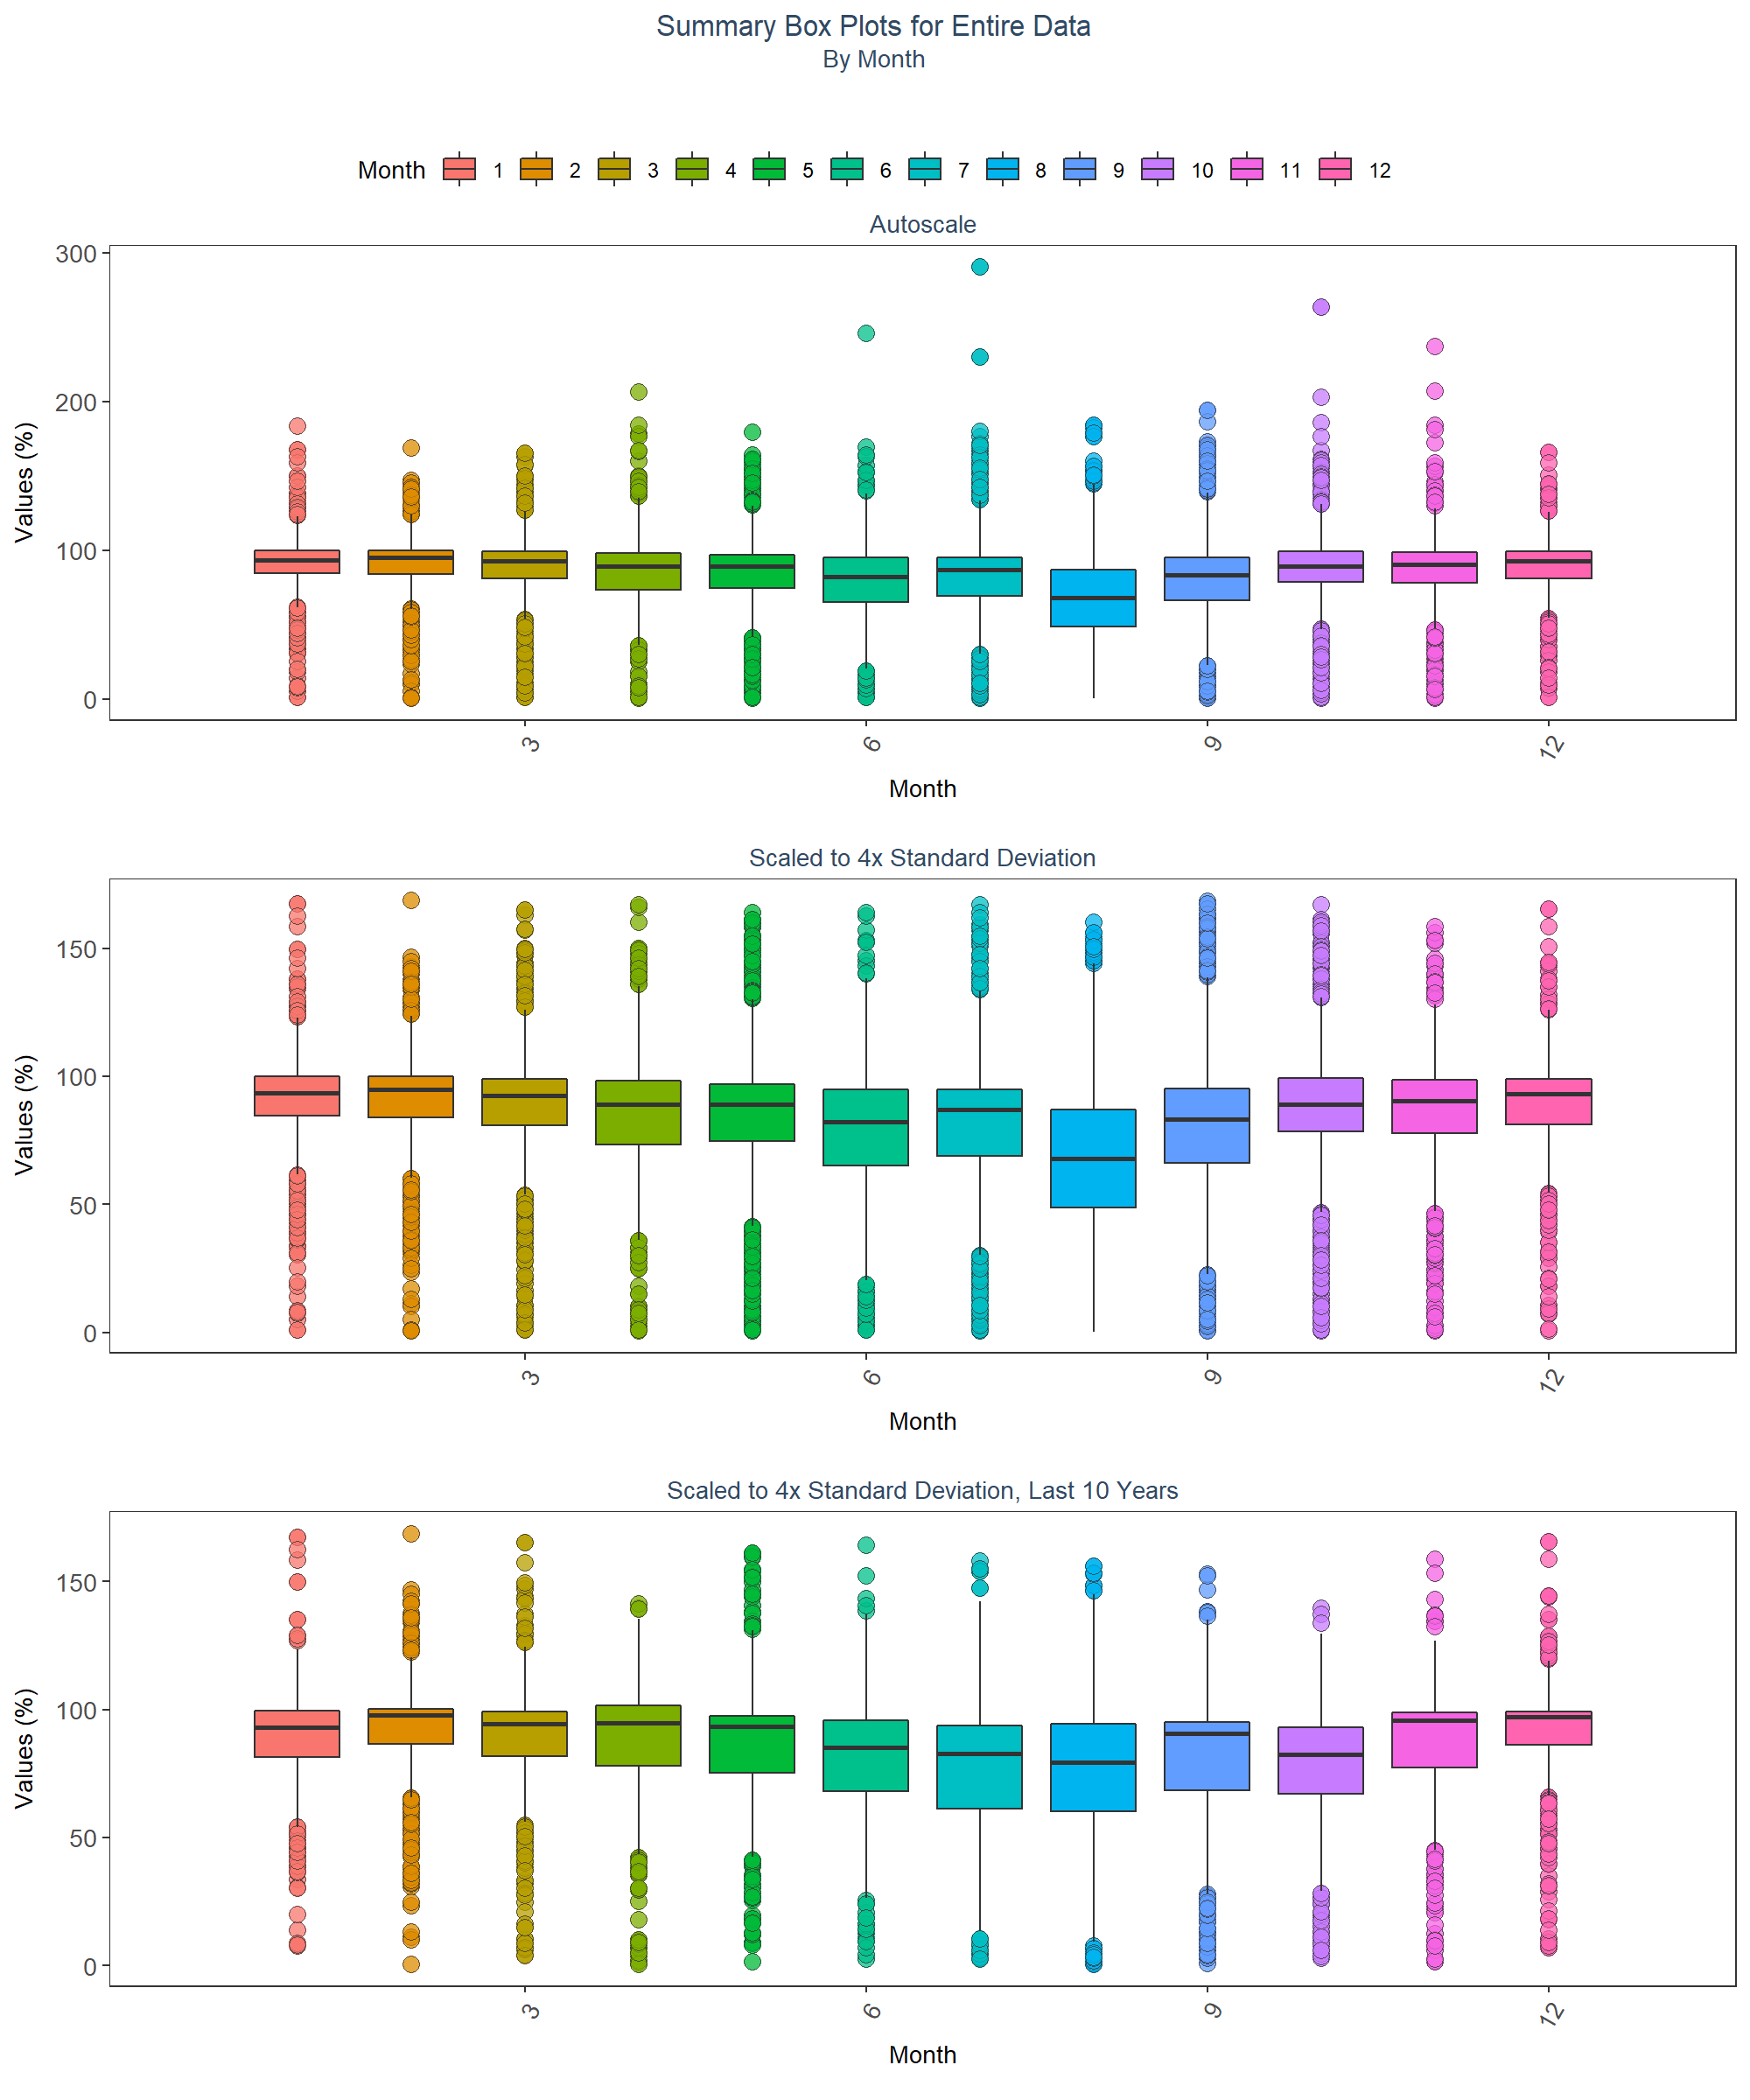 Summary Box Plots for Entire Data
By Month
Month 1 2 3 4 5 6 7 8 9 10 11 12
Autoscale
Values (%)
300
200
100
0
3 6 9 12
Month
Scaled to 4x Standard Deviation
Values (%)
150
100
50
0
3 6 9 12
Month
Scaled to 4x Standard Deviation, Last 10 Years
Values (%)
150
100
50
0
3 6 9 12
Month